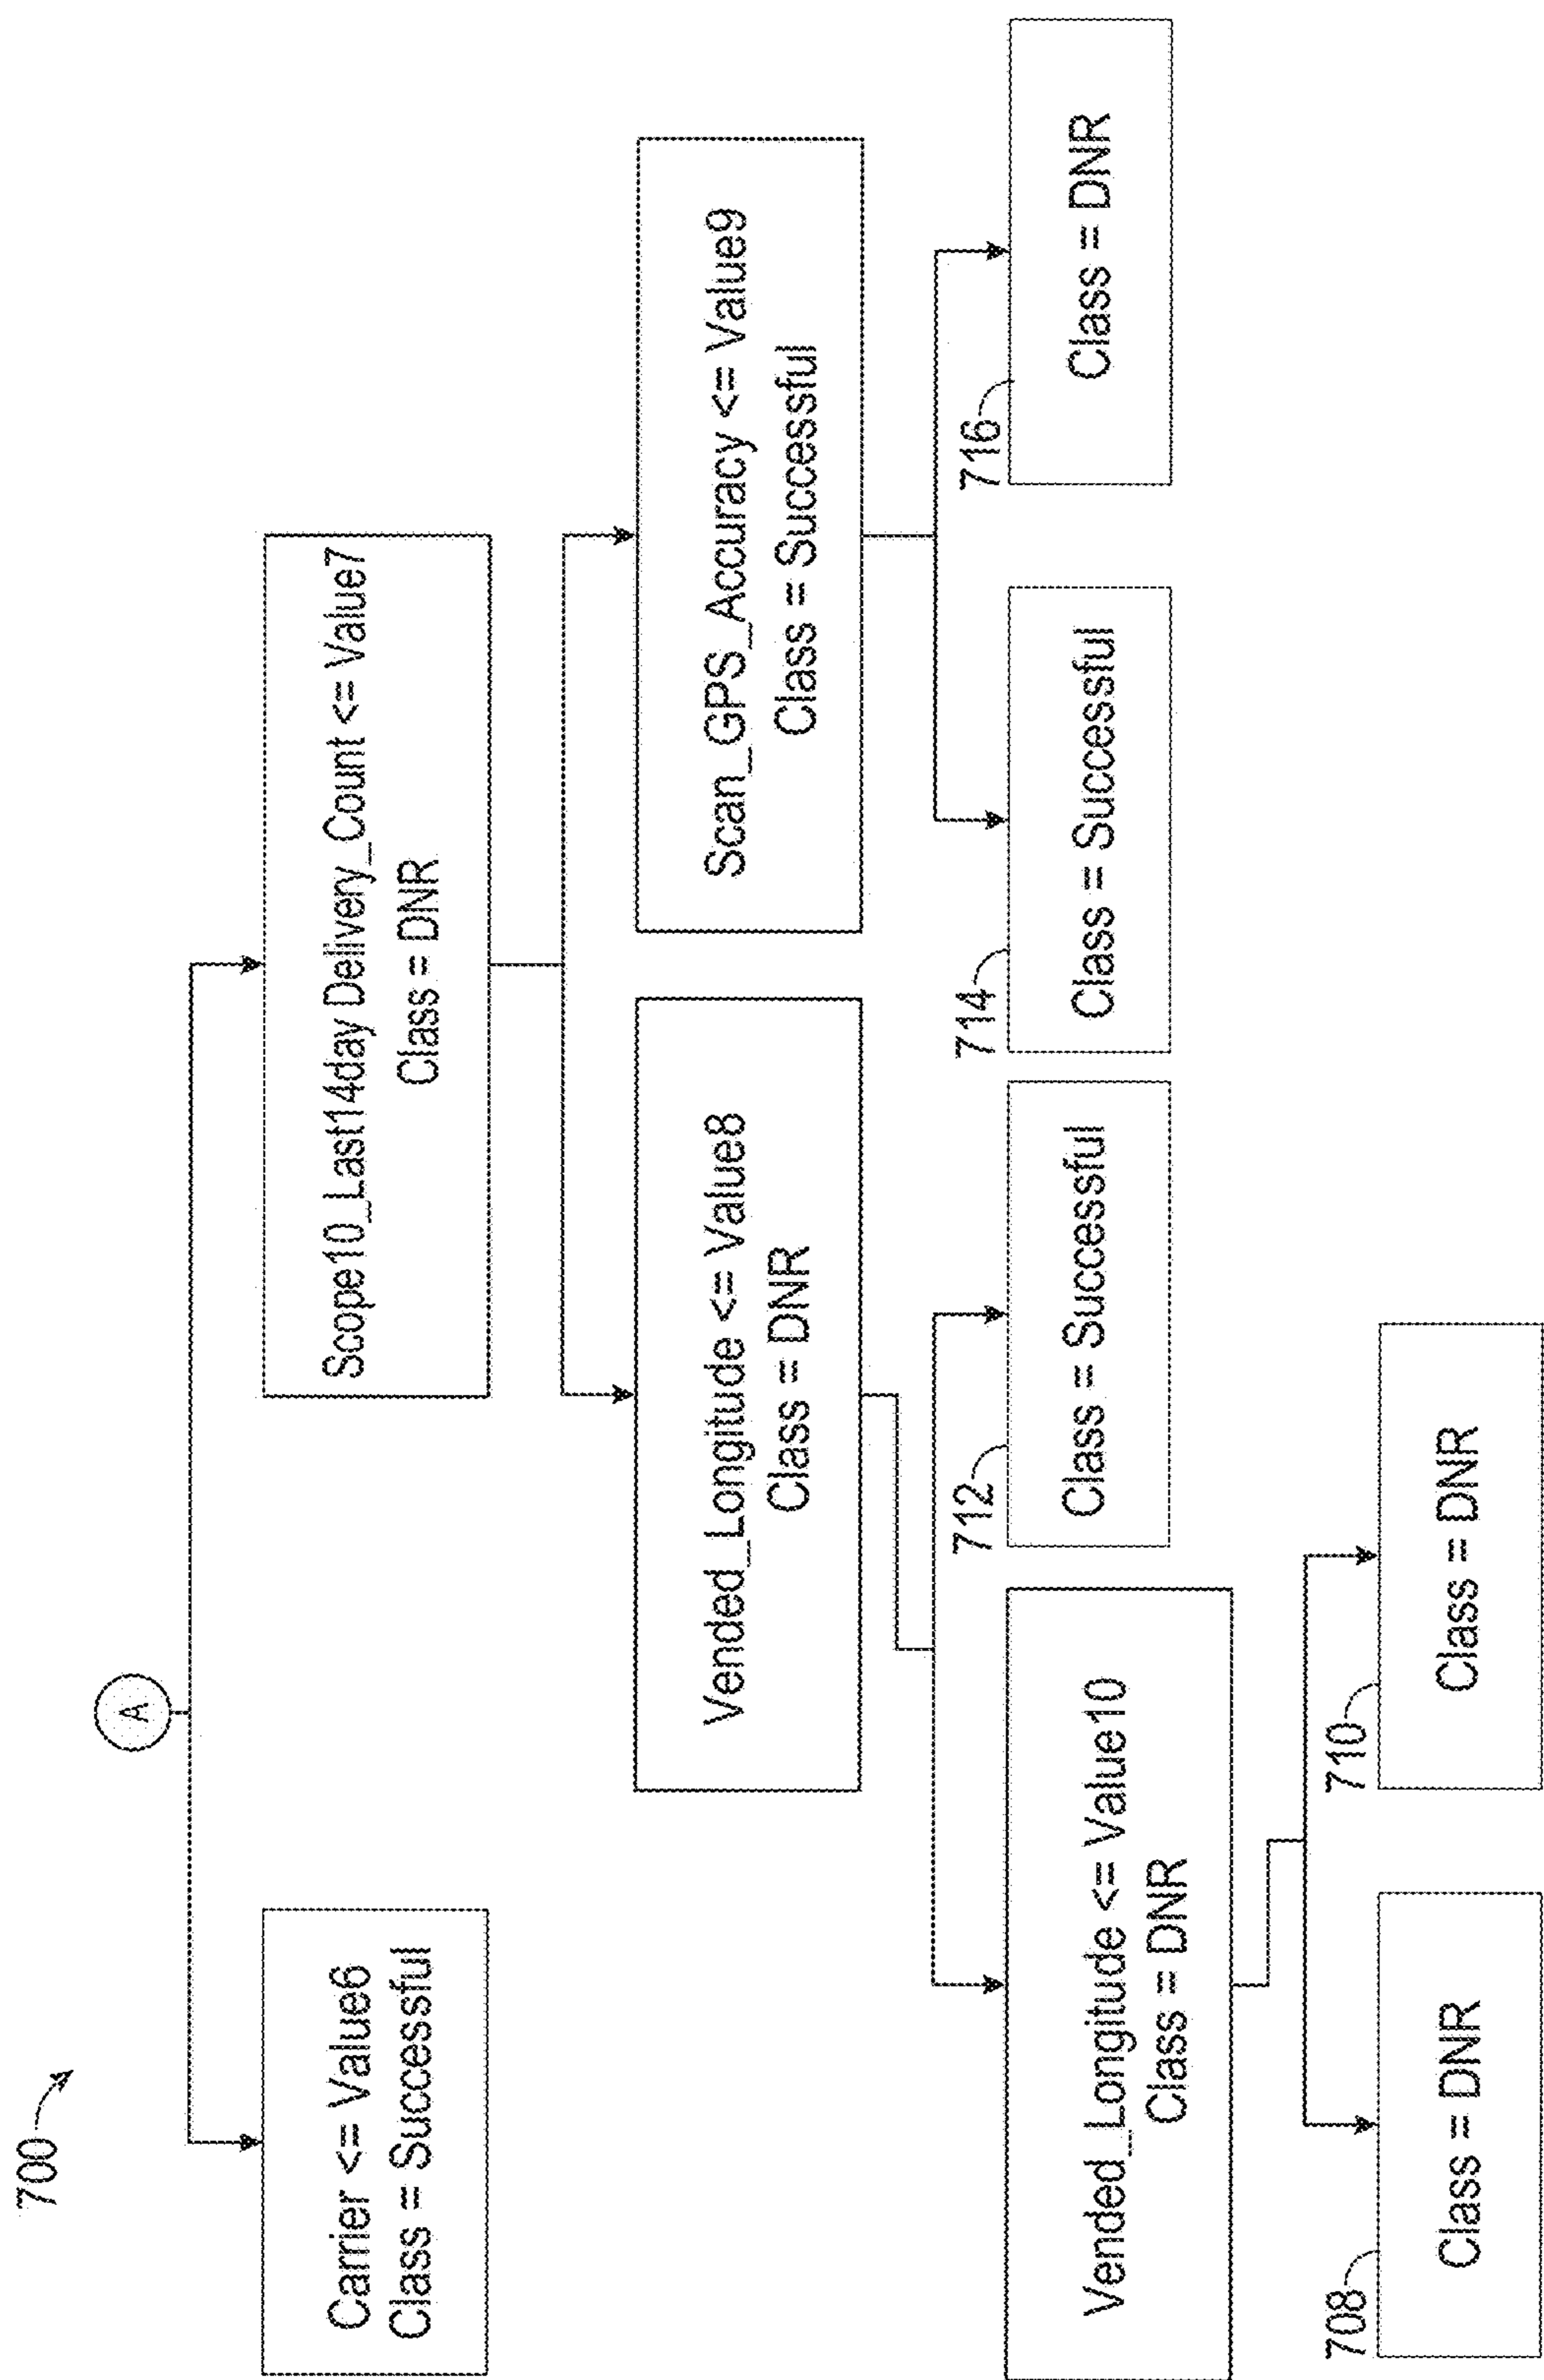 700
A
Carrier <= Value6
Class = Successful
Scope10_Last14day Delivery_Count <= Value7
Class = DNR
Vended_Longitude <= Value8
Class = DNR
Scan_GPS_Accuracy <= Value9
Class = Successful
Vended_Longitude <= Value10
Class = DNR
712
Class = Successful
714
Class = Successful
716
Class = DNR
708
Class = DNR
710
Class = DNR